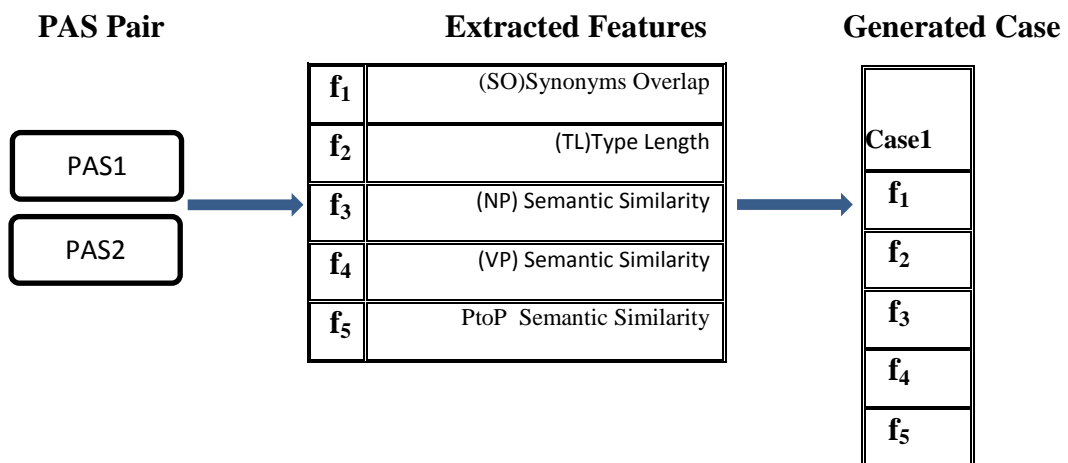 PAS Pair Extracted Features Generated Case
PAS1
PAS2
f1 (SO)Synonyms Overlap
f2 (TL)Type Length
f3 (NP) Semantic Similarity
f4 (VP) Semantic Similarity
f5 PtoP Semantic Similarity
Case1
f1
f2
f3
f4
f5